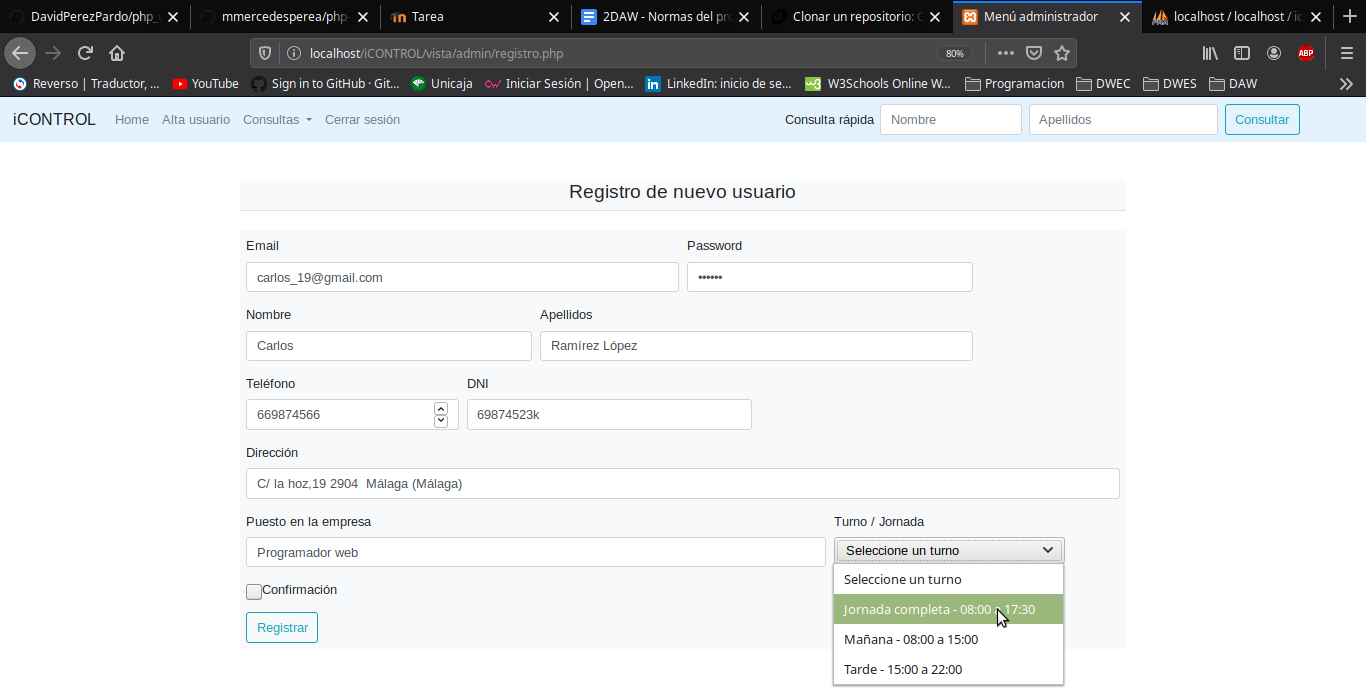 DavidPerezPardo/php_
mmercedesperea/php-
Tarea
2DAW - Normas del pr
Clonar un repositorio: G
Menú administrador
localhost / localhost / ic
localhost/iCONTROL/vista/admin/registro.php
80%
Reverso | Traductor, ...
YouTube
Sign in to GitHub · Git...
Unicaja
Iniciar Sesión | Open...
LinkedIn: inicio de se...
W3Schools Online W...
Programacion
DWEC
DWES
DAW
ABP
iCONTROL
Home
Alta usuario
Consultas
Cerrar sesión
Consulta rápida
Nombre
Apellidos
Consultar
Registro de nuevo usuario
Email
Password
carlos_19@gmail.com
••••••
Nombre
Apellidos
Carlos
Ramírez López
Teléfono
DNI
669874566
69874523k
Dirección
C/ la hoz,19 2904  Málaga (Málaga)
Puesto en la empresa
Turno / Jornada
Programador web
Seleccione un turno
Seleccione un turno
Jornada completa - 08:00 a 17:30
Mañana - 08:00 a 15:00
Tarde - 15:00 a 22:00
Confirmación
Registrar